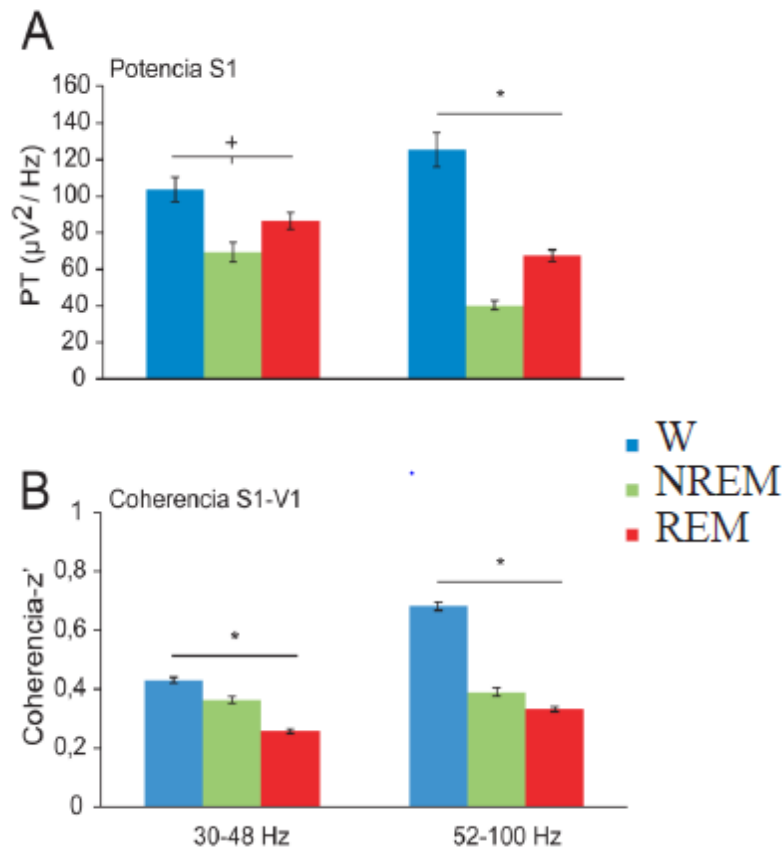 A
Potencia S1
PT (µV²/ Hz)
160
140
120
100
80
60
40
20
0
+
*
W
NREM
REM
B
Coherencia S1-V1
Coherencia-z'
1
0,8
0,6
0,4
0,2
0
*
*
30-48 Hz
52-100 Hz